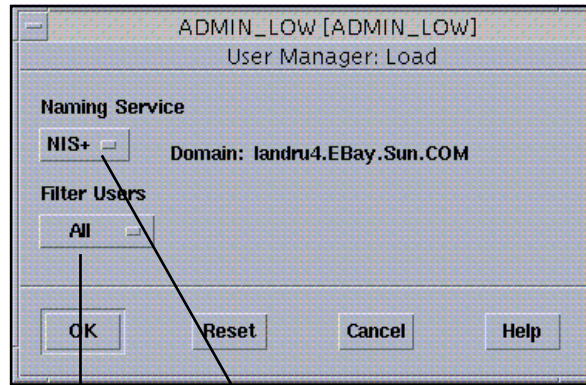 ADMIN_LOW [ADMIN_LOW]
User Manager: Load
Naming Service
NIS+
Domain: landru4.EBay.Sun.COM
Filter Users
All
OK
Reset
Cancel
Help